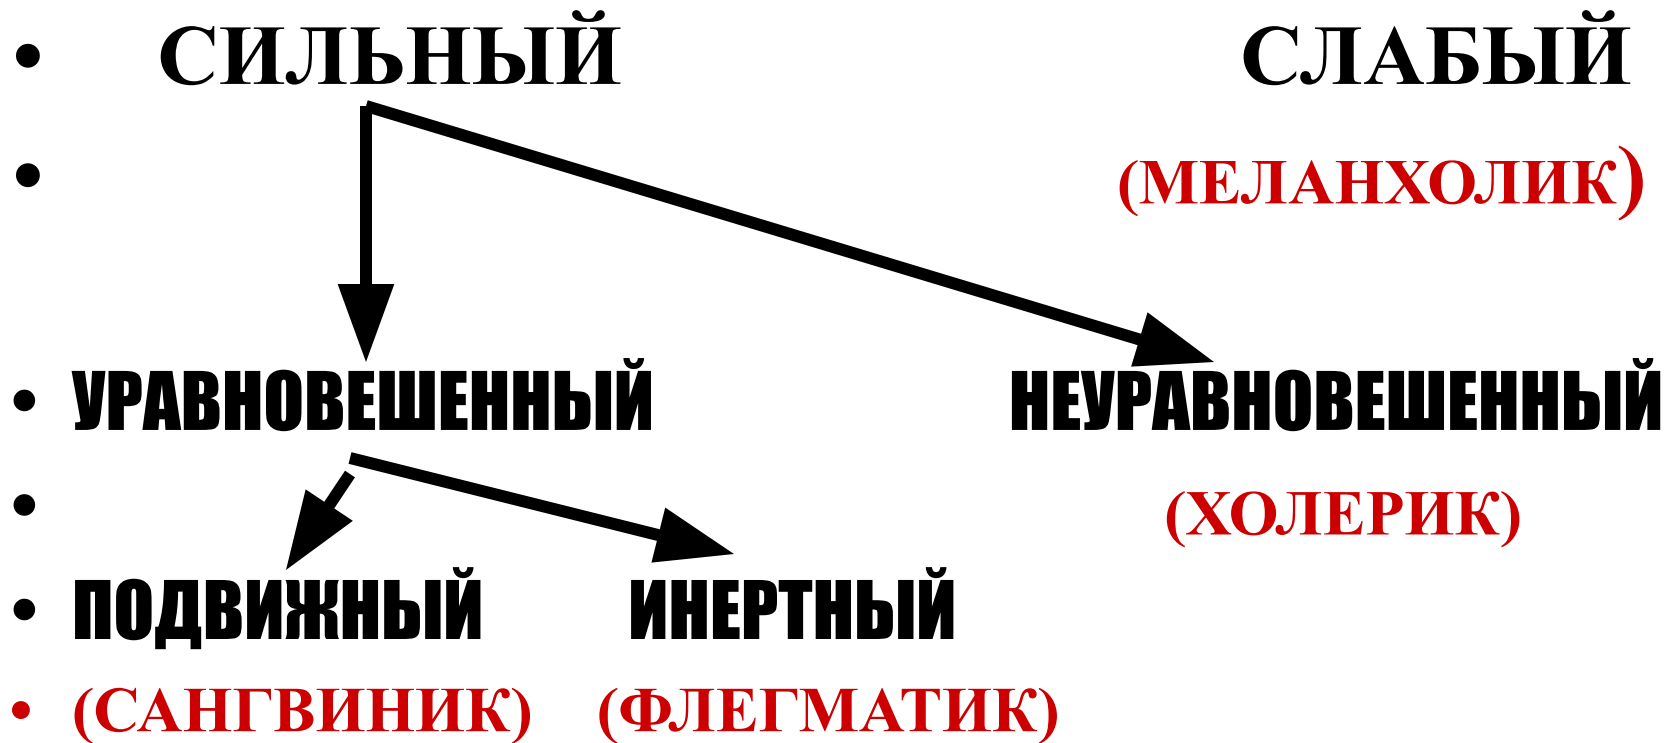 • СИЛЬНЫЙ СЛАБЫЙ
• (МЕЛАНХОЛИК)
• УРАВНОВЕШЕННЫЙ НЕУРАВНОВЕШЕННЫЙ
• (ХОЛЕРИК)
• ПОДВИЖНЫЙ ИНЕРТНЫЙ
• (САНГВИНИК) (ФЛЕГМАТИК)